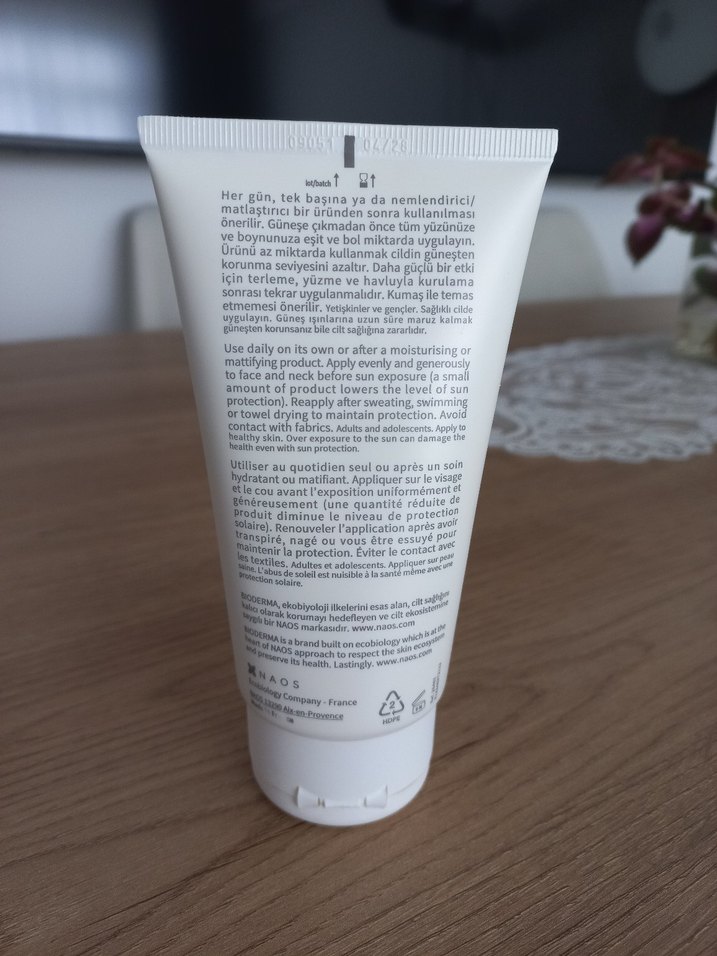 09051 04/28
lot/batch
Her gün, tek başına ya da nemlendirici/
matlaştırıcı bir üründen sonra kullanılması
önerilir. Güneşe çıkmadan önce tüm yüzünüze
ve boynunuza eşit ve bol miktarda uygulayın.
Ürünü az miktarda kullanmak cildin güneşten
korunma seviyesini azaltır. Daha güçlü bir etki
için terleme, yüzme ve havluyla kurulama
sonrası tekrar uygulanmalıdır. Kumaş ile temas
etmemesi önerilir. Yetişkinler ve gençler. Sağlıklı cilde
uygulayın. Güneş ışınlarına uzun süre maruz kalmak
güneşten korunsanız bile cilt sağlığına zararlıdır.
Use daily on its own or after a moisturising or
mattifying product. Apply evenly and generously
to face and neck before sun exposure (a small
amount of product lowers the level of sun
protection). Reapply after sweating, swimming
or towel drying to maintain protection. Avoid
contact with fabrics. Adults and adolescents. Apply to
healthy skin. Over exposure to the sun can damage the
health even with sun protection.
Utiliser au quotidien seul ou après un soin
hydratant ou matifiant. Appliquer sur le visage
et le cou avant l'exposition uniformément et
généreusement (une quantité réduite de
produit diminue le niveau de protection
solaire). Renouveler l'application après avoir
transpiré, nagé ou vous être essuyé pour
maintenir la protection. Éviter le contact avec
les textiles. Adultes et adolescents. Appliquer sur peau
saine. L'abus de soleil est nuisible à la santé même avec une
protection solaire.
BIODERMA, ekobiyoloji ilkelerini esas alan, cilt sağlığını
kalıcı olarak korumayı hedefleyen ve cilt ekosistemine
saygılı bir NAOS markasıdır. www.naos.com
BIODERMA is a brand built on ecobiology which is at the
heart of NAOS approach to respect the skin ecosystem
and preserve its health. Lastingly. www.naos.com
NAOS
Ecobiology Company - France
NAOS 13290 Aix-en-Provence
2
HDPE